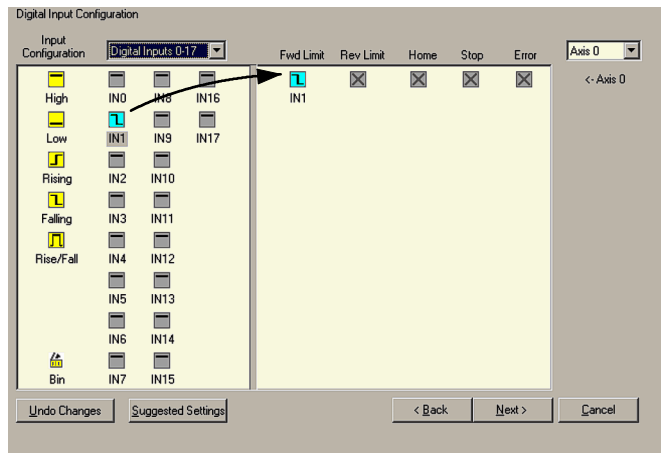 Digital Input Configuration
Input
Configuration
Digital Inputs 0-17
Fwd Limit Rev Limit Home Stop Error
Axis 0
High IN0 IN8 IN16 IN1 <- Axis 0
Low IN1 IN9 IN17
Rising IN2 IN10
Falling IN3 IN11
Rise/Fall IN4 IN12
IN5 IN13
IN6 IN14
Bin IN7 IN15
Undo Changes Suggested Settings < Back Next > Cancel